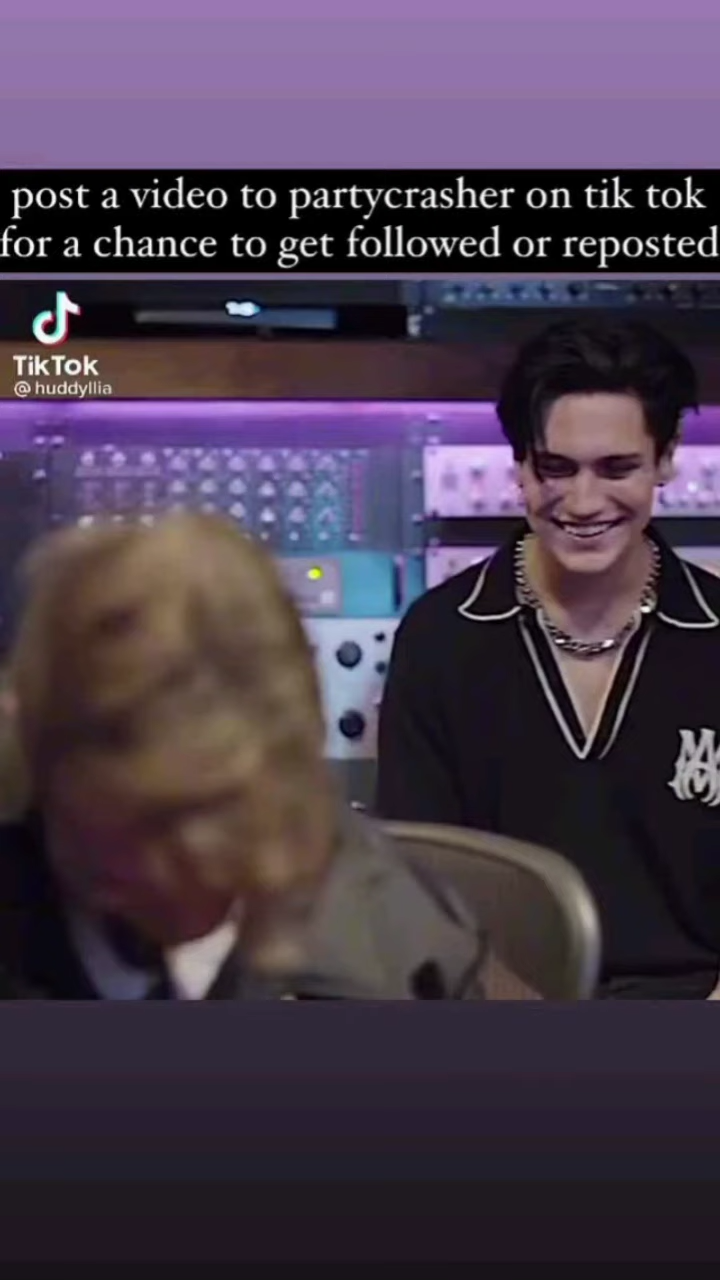 post a video to partycrasher on tik tok
for a chance to get followed or reposted
TikTok
@huddyllia